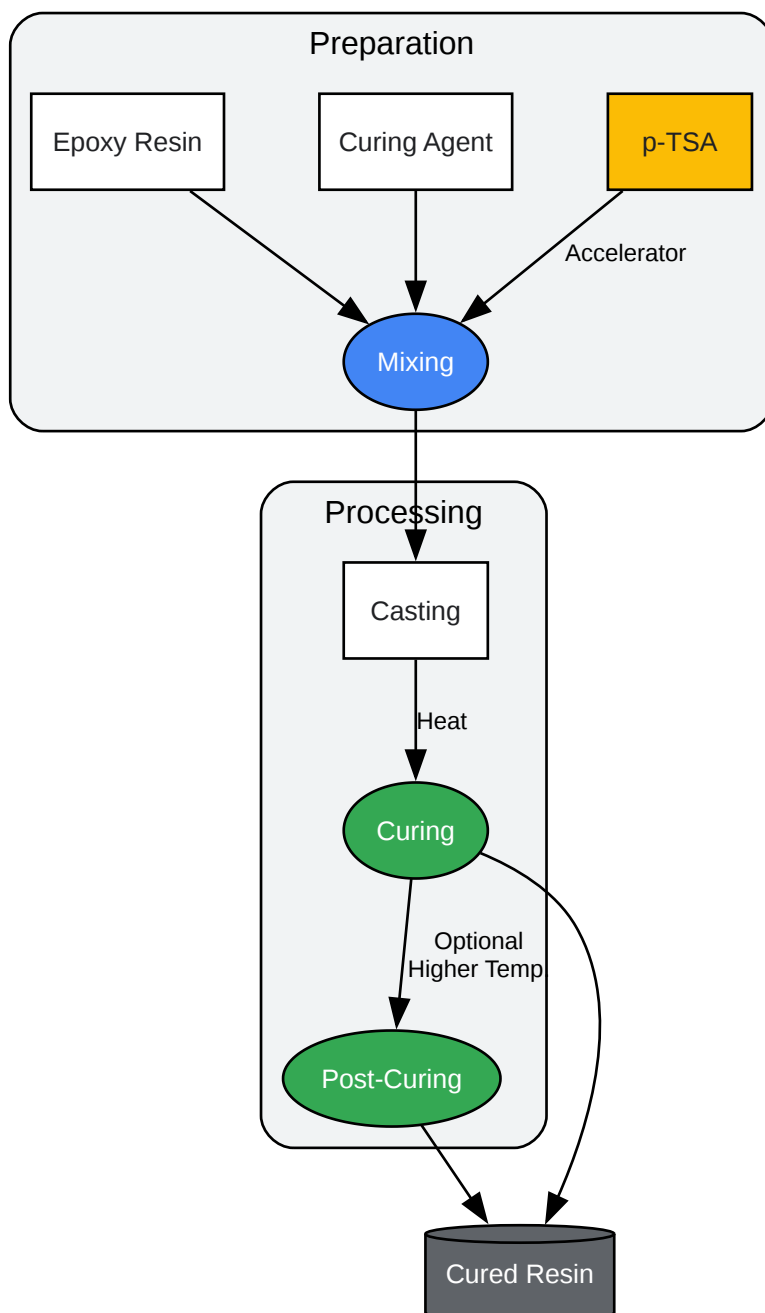 Preparation
Epoxy Resin
Curing Agent
p-TSA
Accelerator
Mixing
Processing
Casting
Heat
Curing
Optional
Higher Temp.
Post-Curing
Cured Resin